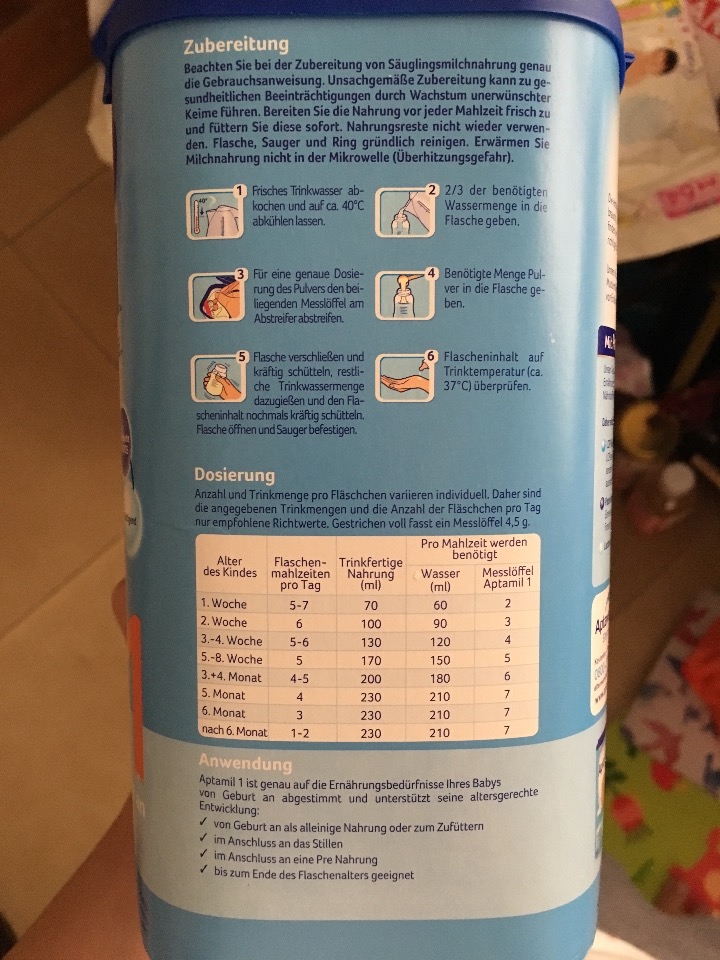 Zubereitung
Beachten Sie bei der Zubereitung von Säuglingsmilchnahrung genau
die Gebrauchsanweisung. Unsachgemäße Zubereitung kann zu ge-
sundheitlichen Beeinträchtigungen durch Wachstum unerwünschter
Keime führen. Bereiten Sie die Nahrung vor jeder Mahlzeit frisch zu
und füttern Sie diese sofort. Nahrungsreste nicht wieder verwen-
den. Flasche, Sauger und Ring gründlich reinigen. Erwärmen Sie
Milchnahrung nicht in der Mikrowelle (Überhitzungsgefahr).
40°
1
Frisches Trinkwasser ab-
kochen und auf ca. 40°C
abkühlen lassen.
2
2/3 der benötigten
Wassermenge in die
Flasche geben.
3
Für eine genaue Dosie-
rung des Pulvers den bei-
liegenden Messlöffel am
Abstreifer abstreifen.
4
Benötigte Menge Pul-
ver in die Flasche ge-
ben.
5
Flasche verschließen und
kräftig schütteln, restli-
che Trinkwassermenge
dazugießen und den Fla-
scheninhalt nochmals kräftig schütteln.
Flasche öffnen und Sauger befestigen.
6
Flascheninhalt auf
Trinktemperatur (ca.
37°C) überprüfen.
Dosierung
Anzahl und Trinkmenge pro Fläschchen variieren individuell. Daher sind
die angegebenen Trinkmengen und die Anzahl der Fläschchen pro Tag
nur empfohlene Richtwerte. Gestrichen voll fasst ein Messlöffel 4,5 g.
Alter
des Kindes
Flaschen-
mahlzeiten
pro Tag
Trinkfertige
Nahrung
(ml)
Pro Mahlzeit werden
benötigt
Wasser
(ml)
Messlöffel
Aptamil 1
1. Woche 5-7 70 60 2
2. Woche 6 100 90 3
3.-4. Woche 5-6 130 120 4
5.-8. Woche 5 170 150 5
3.+4. Monat 4-5 200 180 6
5. Monat 4 230 210 7
6. Monat 3 230 210 7
nach 6. Monat 1-2 230 210 7
Anwendung
Aptamil 1 ist genau auf die Ernährungsbedürfnisse Ihres Babys
von Geburt an abgestimmt und unterstützt seine altersgerechte
Entwicklung:
✓ von Geburt an als alleinige Nahrung oder zum Zufüttern
✓ im Anschluss an das Stillen
✓ im Anschluss an eine Pre Nahrung
✓ bis zum Ende des Flaschenalters geeignet